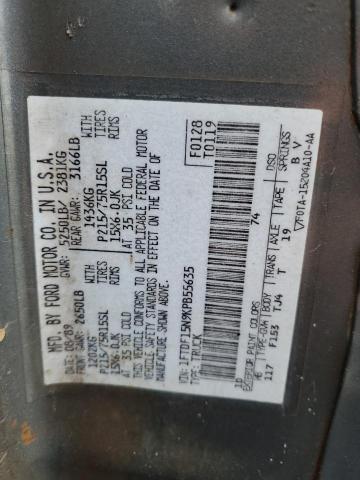 MFD. BY FORD MOTOR CO. IN U.S.A.
DATE: 08/89 GVWR: 5250LB/ 2381KG
FRONT GAWR: 2650LB REAR GAWR: 3166LB
1202KG WITH 1436KG WITH
P215/75R15SL TIRES P215/75R15SL TIRES
15X6.0JK RIMS 15X6.0JK RIMS
AT 35 PSI COLD AT 35 PSI COLD
THIS VEHICLE CONFORMS TO ALL APPLICABLE FEDERAL MOTOR
VEHICLE SAFETY STANDARDS IN EFFECT ON THE DATE OF
MANUFACTURE SHOWN ABOVE.
F0128
T0119
VIN: 1FTDF15N9KPB55635
TYPE: TRUCK
1D 74
EXTERIOR PAINT COLORS DSO
WB TYPE-GVW BODY TRANS AXLE TAPE SPRINGS
117 F153 TJ4 T 19 B V
F0TA-1520GA10-AA